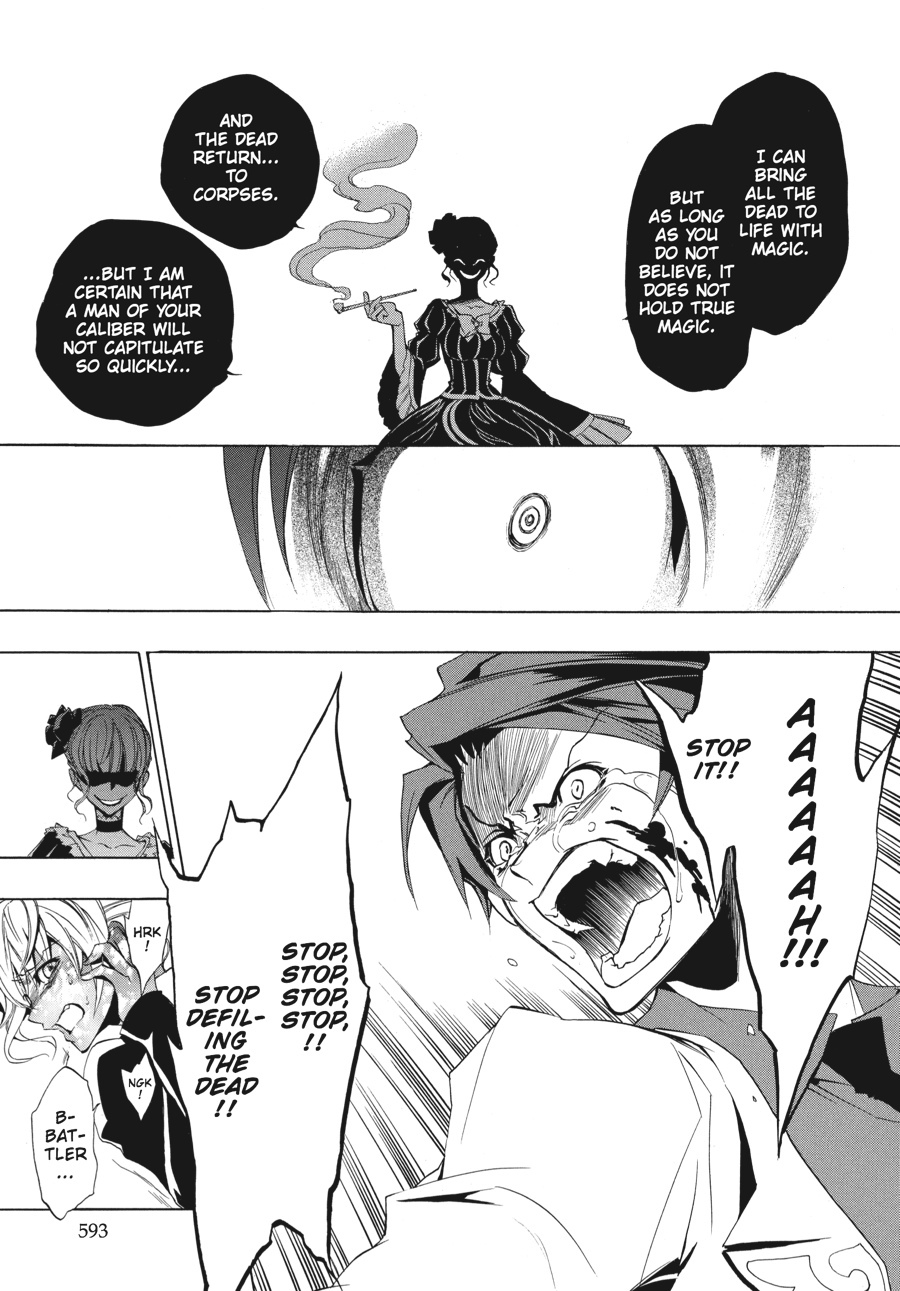 I CAN
BRING
ALL THE
DEAD TO
LIFE WITH
MAGIC.
BUT
AS LONG
AS YOU
DO NOT
BELIEVE, IT
DOES NOT
HOLD TRUE
MAGIC.
AND
THE DEAD
RETURN...
TO
CORPSES.
...BUT I AM
CERTAIN THAT
A MAN OF YOUR
CALIBER WILL
NOT CAPITULATE
SO QUICKLY...
AAAAAAH!!!
STOP
IT!!
STOP,
STOP,
STOP,
STOP,
!!
STOP
DEFIL-
ING
THE
DEAD
!!
HRK
!
NGK!
B-
BAT-
TLER
...
593